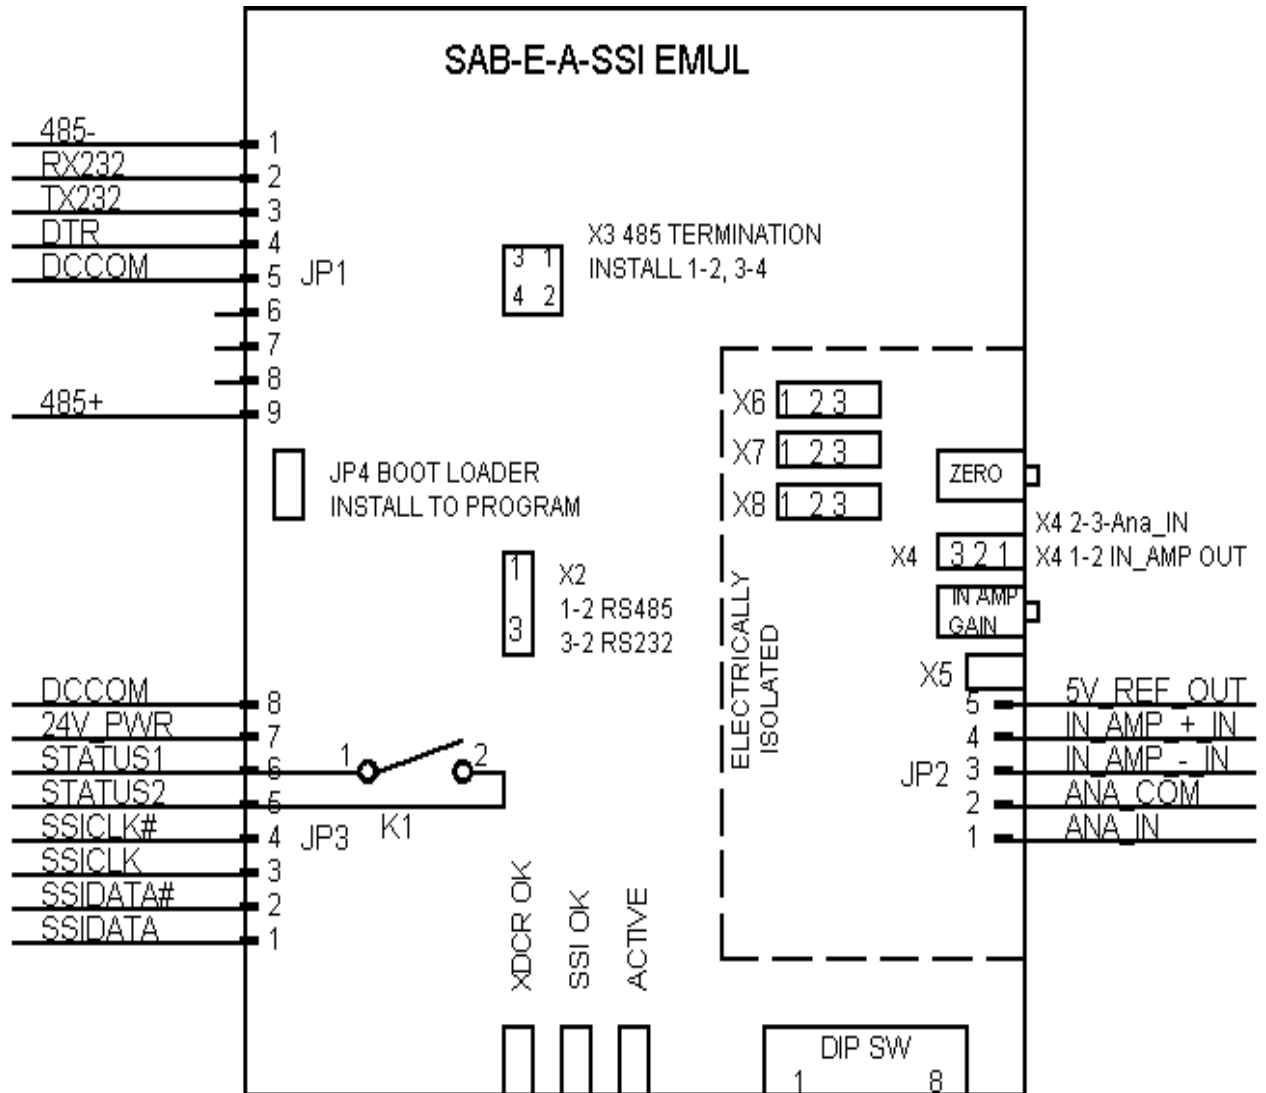 SAB-E-A-SSI EMUL
485-
1
RX232
2
TX232
3
DTR
4
DCCOM
5 JP1
6
7
8
485+
9
3 1
4 2
X3 485 TERMINATION
INSTALL 1-2, 3-4
JP4 BOOT LOADER
INSTALL TO PROGRAM
1
3
X2
1-2 RS485
3-2 RS232
X6 1 2 3
X7 1 2 3
X8 1 2 3
ELECTRICALLY
ISOLATED
ZERO
X4 3 2 1
X4 2-3-Ana_IN
X4 1-2 IN_AMP OUT
IN AMP
GAIN
X5
5 5V_REF_OUT
4 IN_AMP_+_IN
JP2 3 IN_AMP_-_IN
2 ANA_COM
1 ANA_IN
DCCOM 8
24V_PWR 7
STATUS1 6 1 2
STATUS2 5
K1
SSICLK# 4 JP3
SSICLK 3
SSIDATA# 2
SSIDATA 1
XDCR OK
SSI OK
ACTIVE
DIP SW
1 8